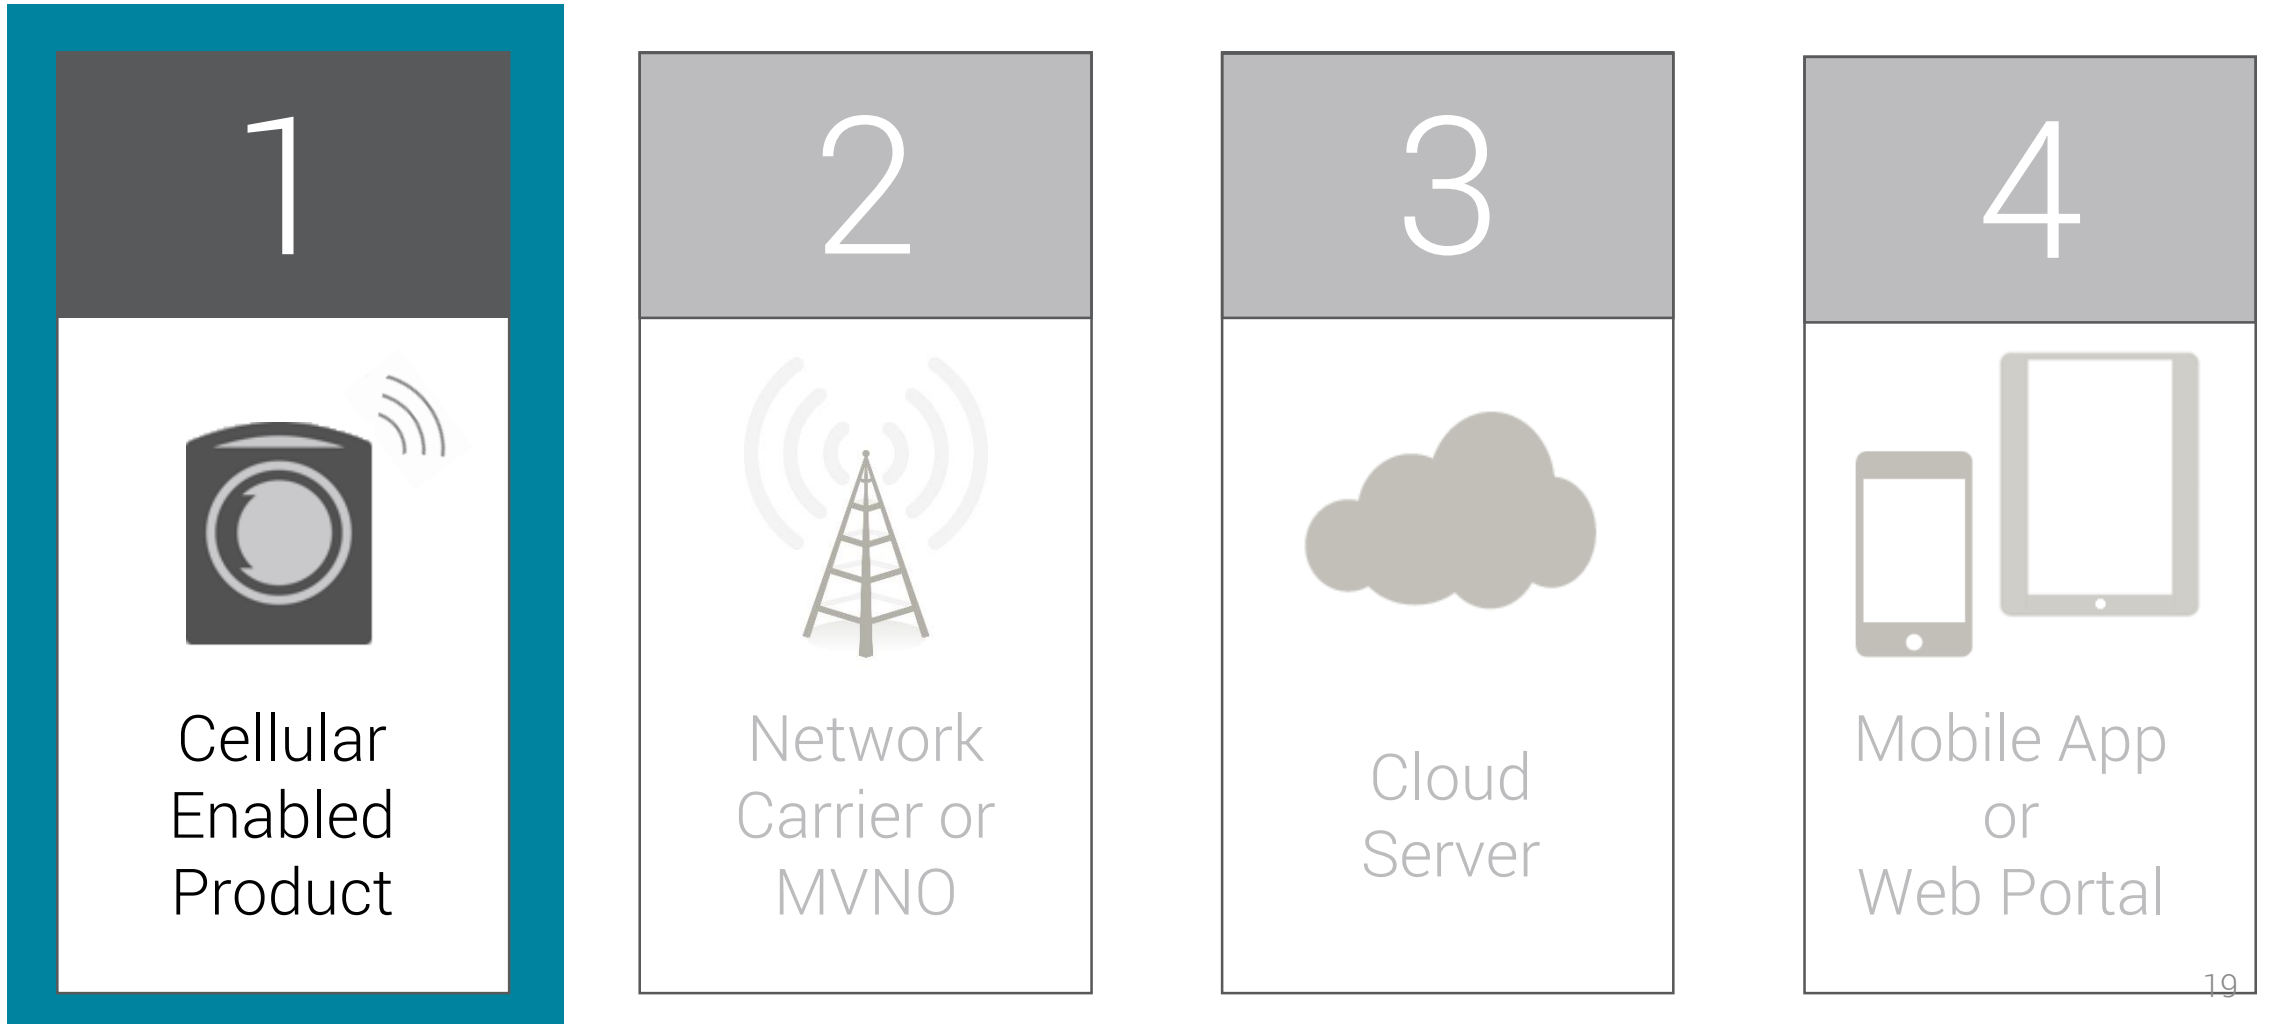 1
Cellular
Enabled
Product
2
Network
Carrier or
MVNO
3
Cloud
Server
4
Mobile App
or
Web Portal
19